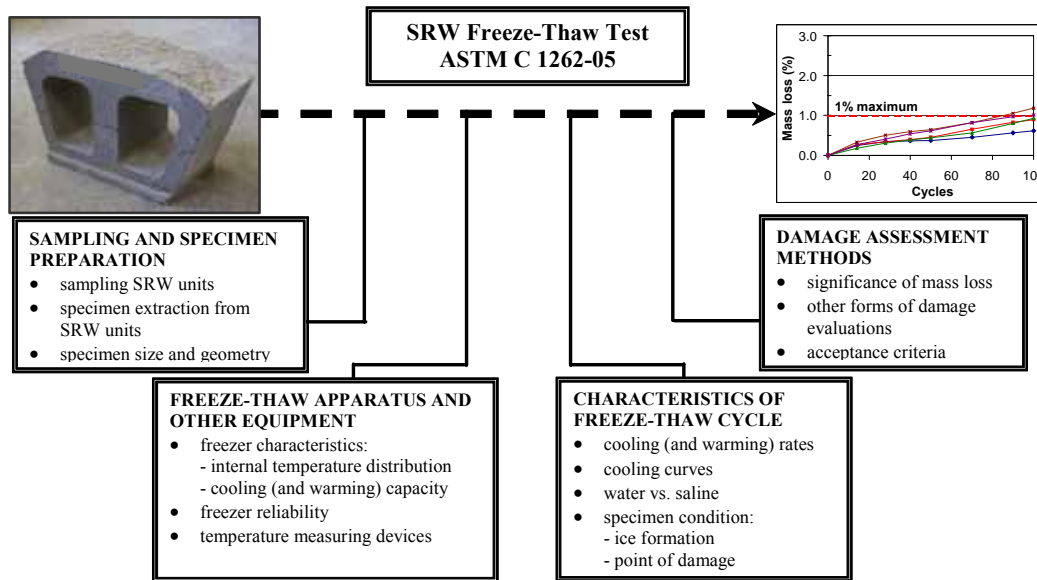 SRW Freeze-Thaw Test
ASTM C 1262-05
3.0
2.0
1.0
0.0
Mass loss (%)
1% maximum
0
20
40
60
80
Cycles
SAMPLING AND SPECIMEN
PREPARATION
• sampling SRW units
• specimen extraction from
SRW units
• specimen size and geometry
FREEZE-THAW APPARATUS AND
OTHER EQUIPMENT
• freezer characteristics:
- internal temperature distribution
- cooling (and warming) capacity
• freezer reliability
• temperature measuring devices
CHARACTERISTICS OF
FREEZE-THAW CYCLE
• cooling (and warming) rates
• cooling curves
• water vs. saline
• specimen condition:
- ice formation
- point of damage
DAMAGE ASSESSMENT
METHODS
• significance of mass loss
• other forms of damage
evaluations
• acceptance criteria